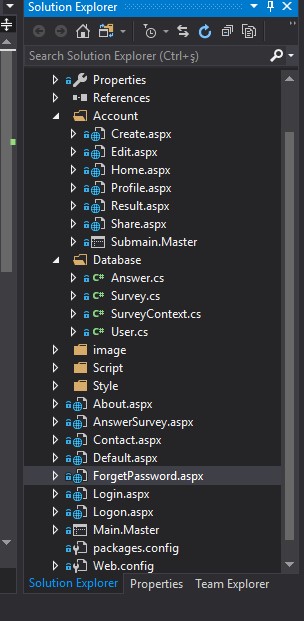 Solution Explorer
Search Solution Explorer (Ctrl+ş)
Properties
References
Account
Create.aspx
Edit.aspx
Home.aspx
Profile.aspx
Result.aspx
Share.aspx
Submain.Master
Database
C# Answer.cs
C# Survey.cs
C# SurveyContext.cs
C# User.cs
image
Script
Style
About.aspx
AnswerSurvey.aspx
Contact.aspx
Default.aspx
ForgetPassword.aspx
Login.aspx
Logon.aspx
Main.Master
packages.config
Web.config
Solution Explorer Properties Team Explorer